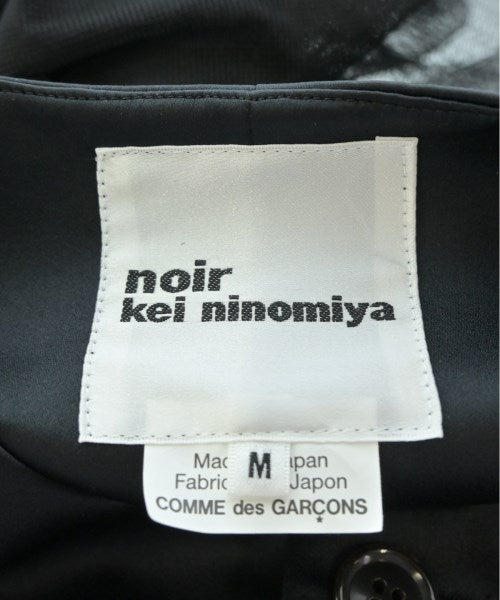 noir
kei ninomiya
M
Mad apan
Fabric Japon
COMME des GARÇONS